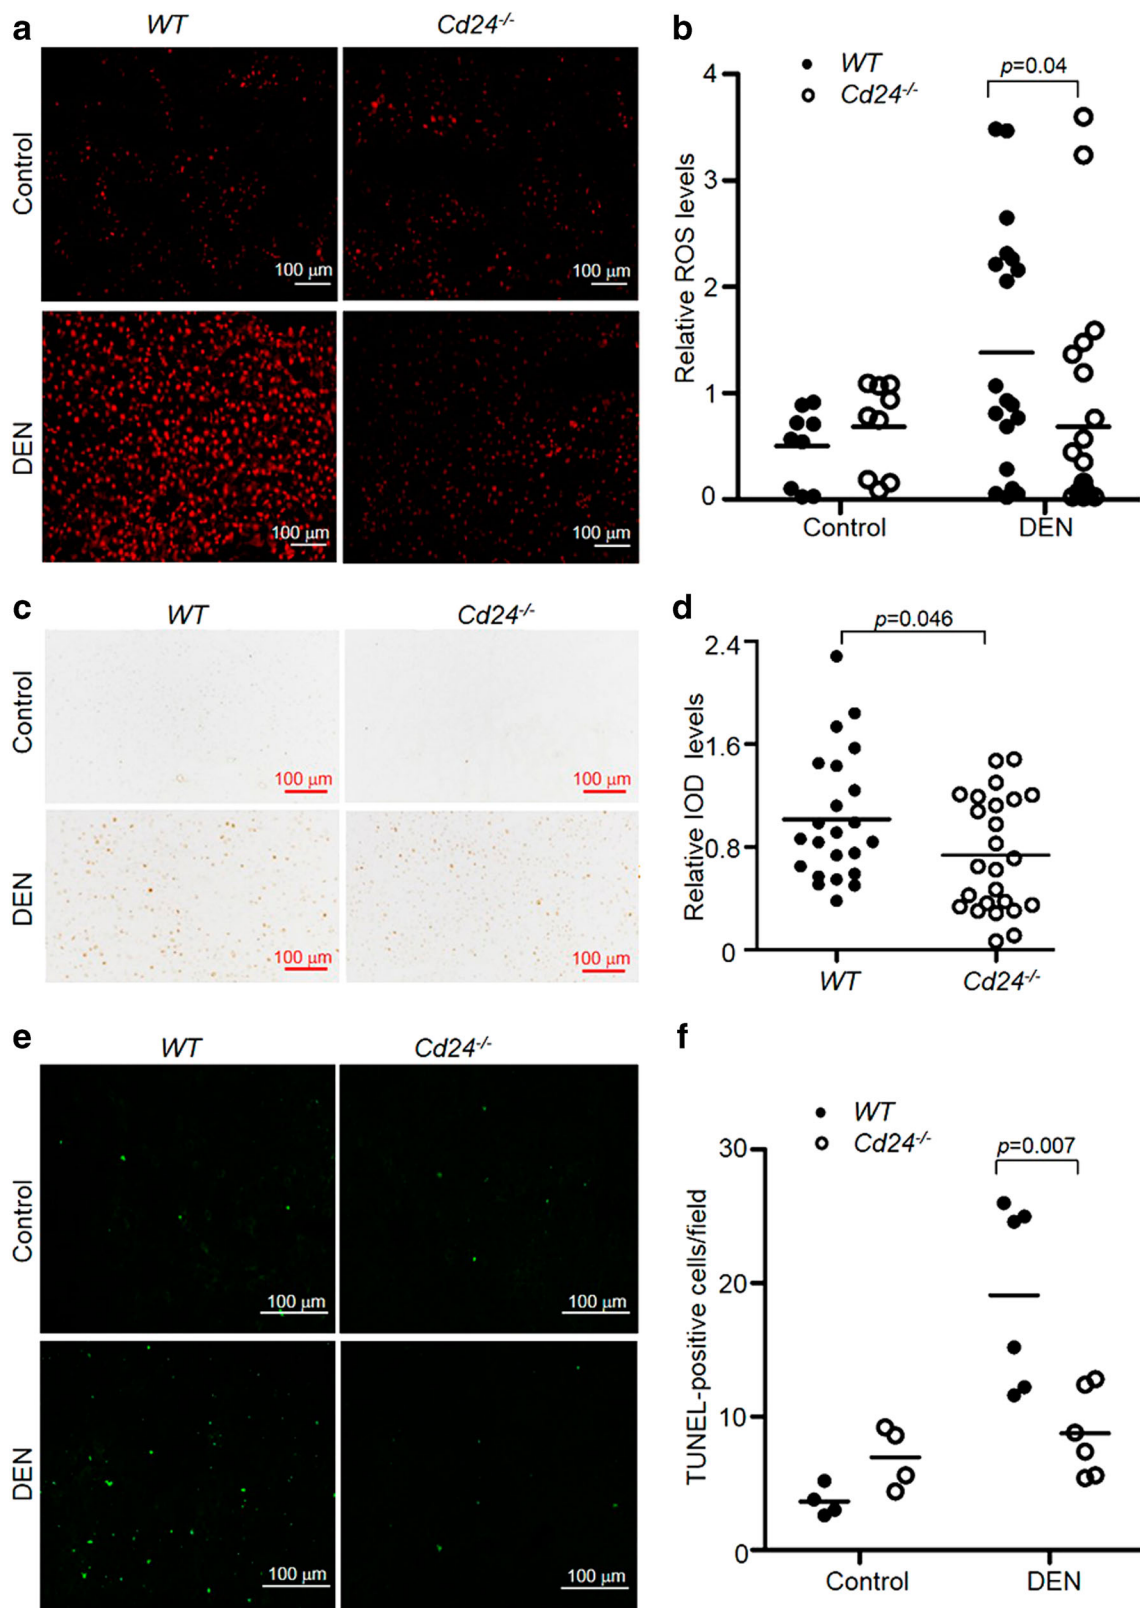 a
WT
Cd24-/-
Control
100 μm
100 μm
DEN
100 μm
100 μm
b
WT
Cd24-/-
p=0.04
Relative ROS levels
4
3
2
1
0
Control
DEN
c
WT
Cd24-/-
Control
100 μm
100 μm
DEN
100 μm
100 μm
d
p=0.046
Relative IOD levels
2.4
1.6
0.8
0
WT
Cd24-/-
e
WT
Cd24-/-
Control
100 μm
100 μm
DEN
100 μm
100 μm
f
WT
Cd24-/-
p=0.007
TUNEL-positive cells/field
30
20
10
0
Control
DEN